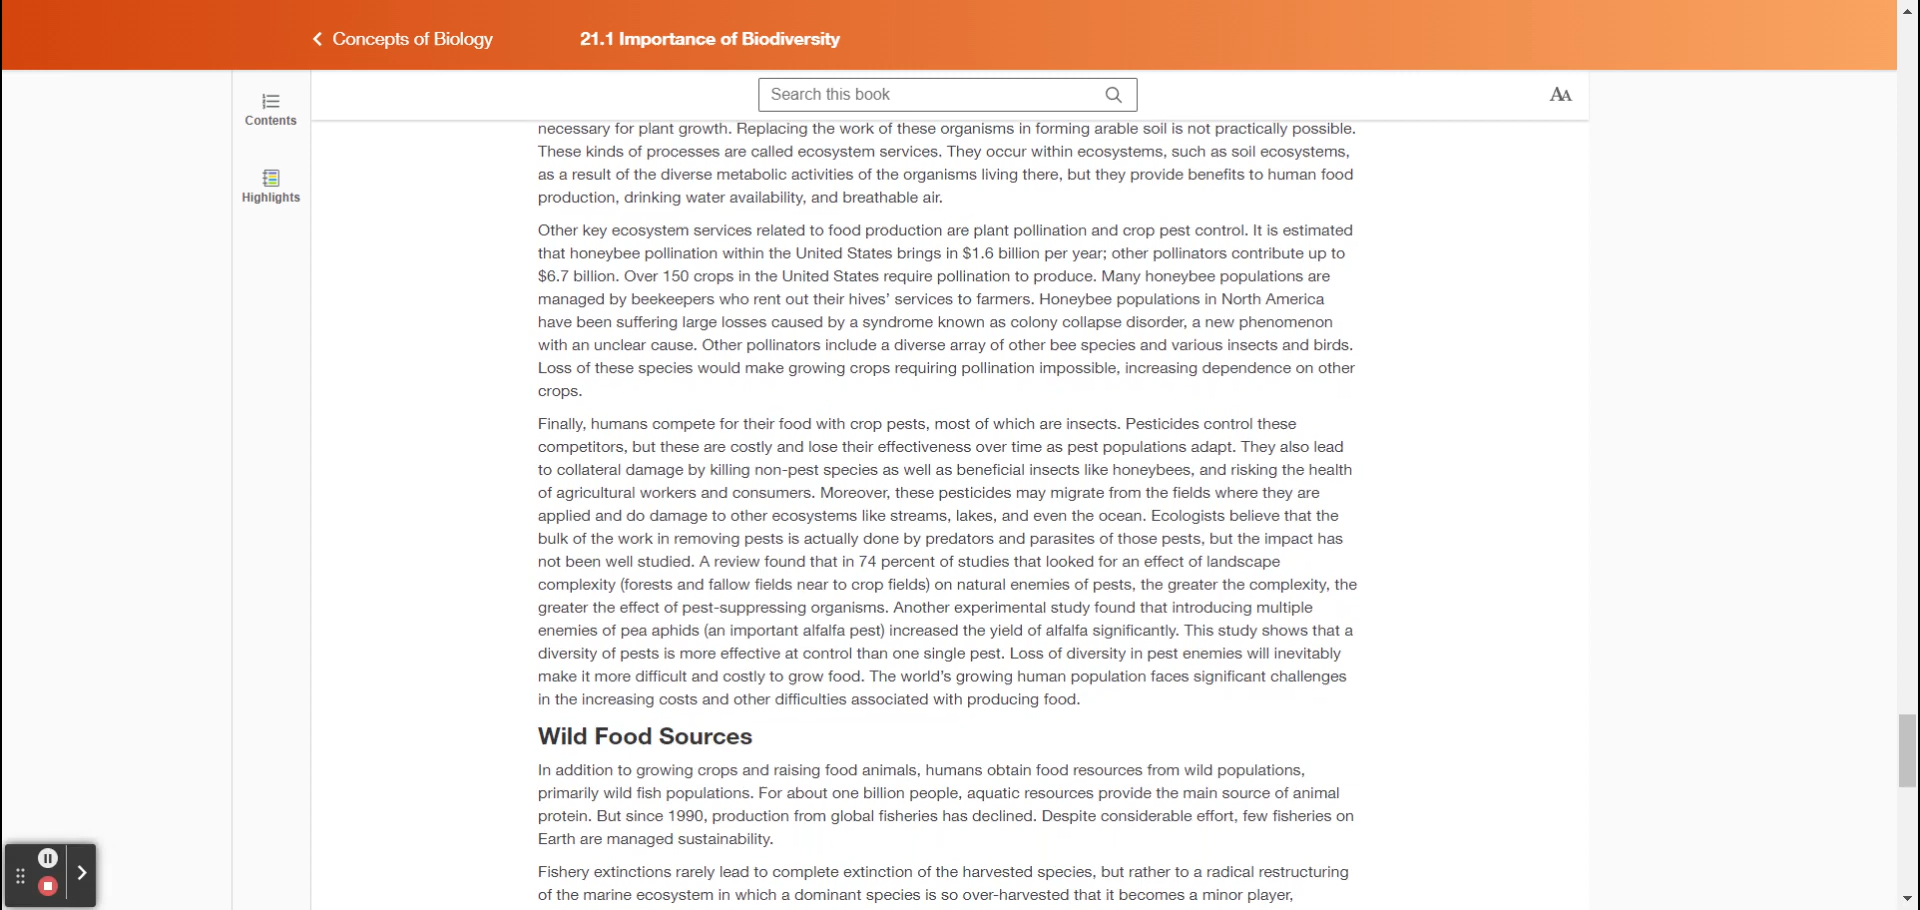 Concepts of Biology
21.1 Importance of Biodiversity
Contents
Search this book
AA
Highlights
necessary for plant growth. Replacing the work of these organisms in forming arable soil is not practically possible.
These kinds of processes are called ecosystem services. They occur within ecosystems, such as soil ecosystems,
as a result of the diverse metabolic activities of the organisms living there, but they provide benefits to human food
production, drinking water availability, and breathable air.
Other key ecosystem services related to food production are plant pollination and crop pest control. It is estimated
that honeybee pollination within the United States brings in $1.6 billion per year; other pollinators contribute up to
$6.7 billion. Over 150 crops in the United States require pollination to produce. Many honeybee populations are
managed by beekeepers who rent out their hives’ services to farmers. Honeybee populations in North America
have been suffering large losses caused by a syndrome known as colony collapse disorder, a new phenomenon
with an unclear cause. Other pollinators include a diverse array of other bee species and various insects and birds.
Loss of these species would make growing crops requiring pollination impossible, increasing dependence on other
crops.
Finally, humans compete for their food with crop pests, most of which are insects. Pesticides control these
competitors, but these are costly and lose their effectiveness over time as pest populations adapt. They also lead
to collateral damage by killing non-pest species as well as beneficial insects like honeybees, and risking the health
of agricultural workers and consumers. Moreover, these pesticides may migrate from the fields where they are
applied and do damage to other ecosystems like streams, lakes, and even the ocean. Ecologists believe that the
bulk of the work in removing pests is actually done by predators and parasites of those pests, but the impact has
not been well studied. A review found that in 74 percent of studies that looked for an effect of landscape
complexity (forests and fallow fields near to crop fields) on natural enemies of pests, the greater the complexity, the
greater the effect of pest-suppressing organisms. Another experimental study found that introducing multiple
enemies of pea aphids (an important alfalfa pest) increased the yield of alfalfa significantly. This study shows that a
diversity of pests is more effective at control than one single pest. Loss of diversity in pest enemies will inevitably
make it more difficult and costly to grow food. The world’s growing human population faces significant challenges
in the increasing costs and other difficulties associated with producing food.
Wild Food Sources
In addition to growing crops and raising food animals, humans obtain food resources from wild populations,
primarily wild fish populations. For about one billion people, aquatic resources provide the main source of animal
protein. But since 1990, production from global fisheries has declined. Despite considerable effort, few fisheries on
Earth are managed sustainability.
Fishery extinctions rarely lead to complete extinction of the harvested species, but rather to a radical restructuring
of the marine ecosystem in which a dominant species is so over-harvested that it becomes a minor player,